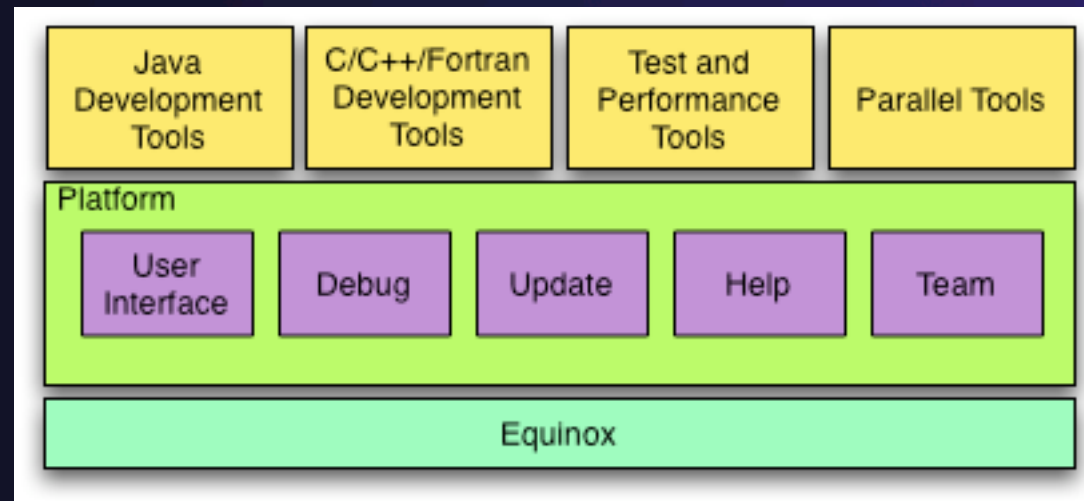 Java
Development
Tools
C/C++/Fortran
Development
Tools
Test and
Performance
Tools
Parallel Tools
Platform
User
Interface
Debug
Update
Help
Team
Equinox